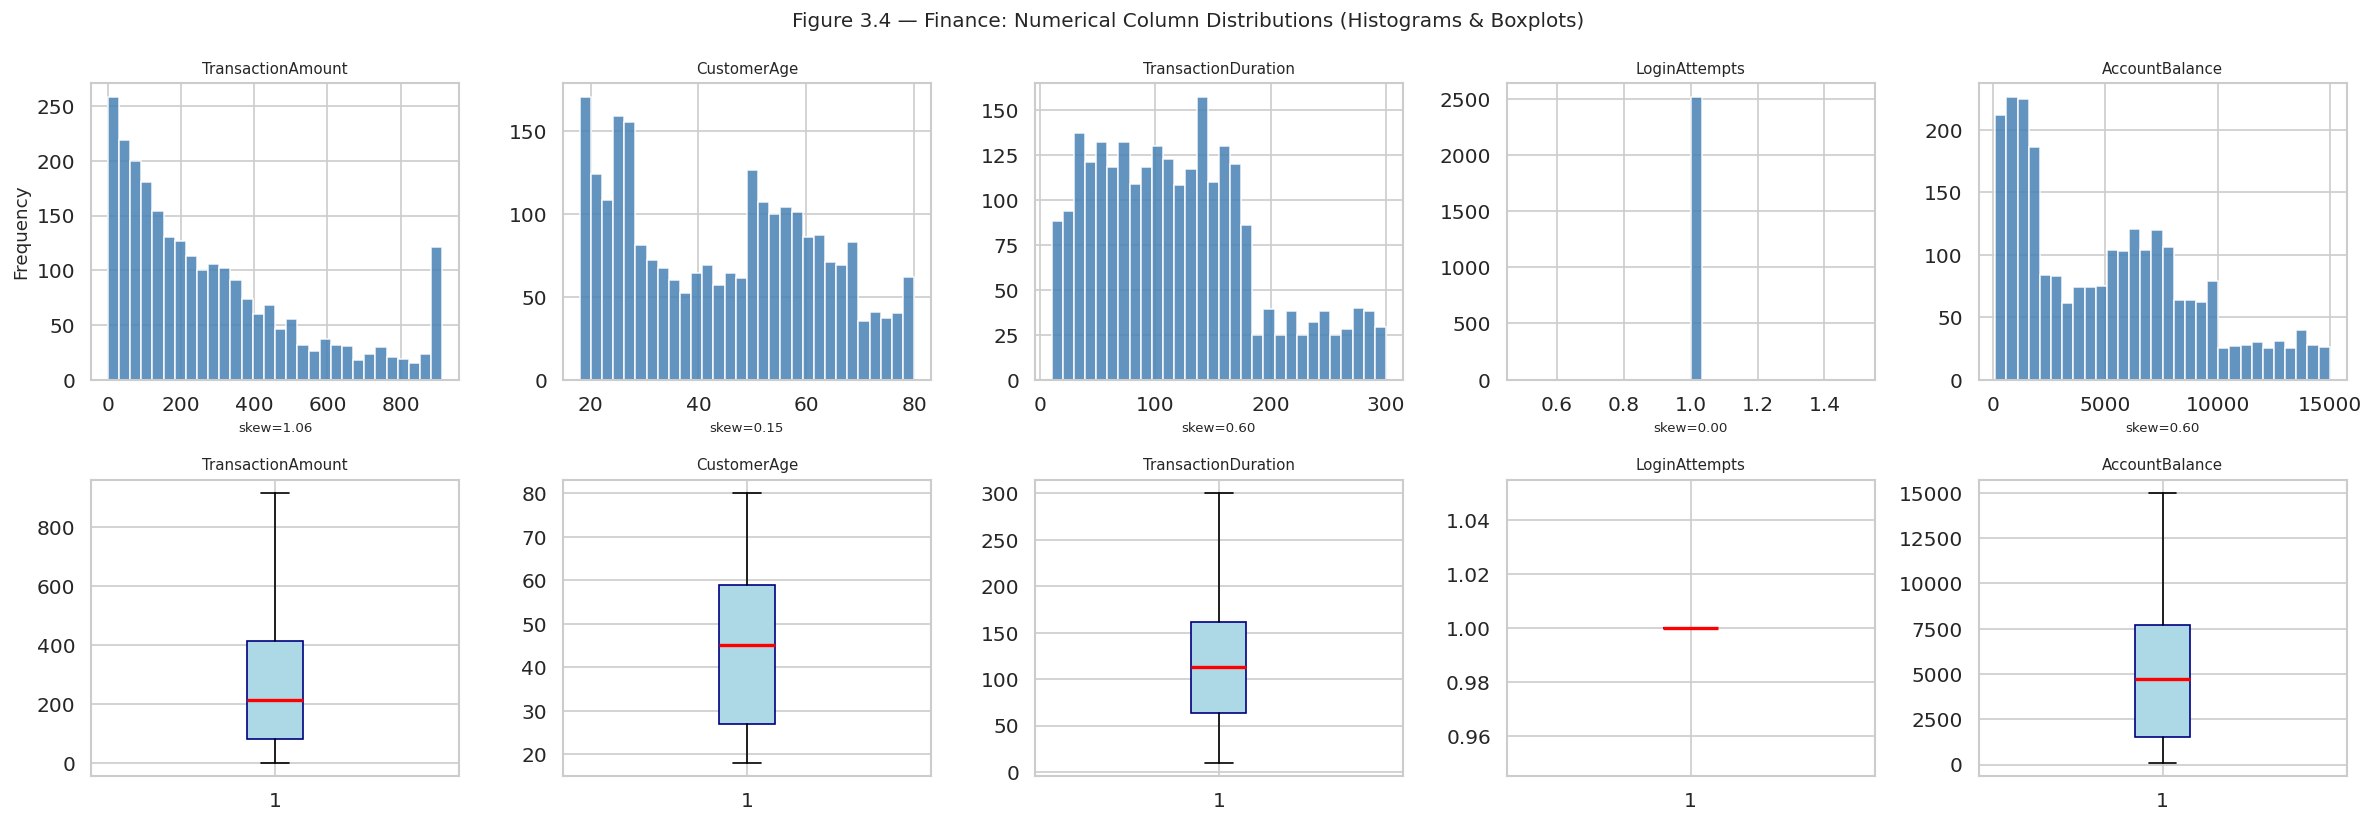 Figure 3.4 — Finance: Numerical Column Distributions (Histograms & Boxplots)
TransactionAmount
Frequency
250
200
150
100
50
0
0 200 400 600 800
skew=1.06
CustomerAge
150
100
50
0
20 40 60 80
skew=0.15
TransactionDuration
150
125
100
75
50
25
0
0 100 200 300
skew=0.60
LoginAttempts
2500
2000
1500
1000
500
0
0.6 0.8 1.0 1.2 1.4
skew=0.00
AccountBalance
200
150
100
50
0
0 5000 10000 15000
skew=0.60
TransactionAmount
800
600
400
200
0
1
CustomerAge
80
70
60
50
40
30
20
1
TransactionDuration
300
250
200
150
100
50
0
1
LoginAttempts
1.04
1.02
1.00
0.98
0.96
1
AccountBalance
15000
12500
10000
7500
5000
2500
0
1